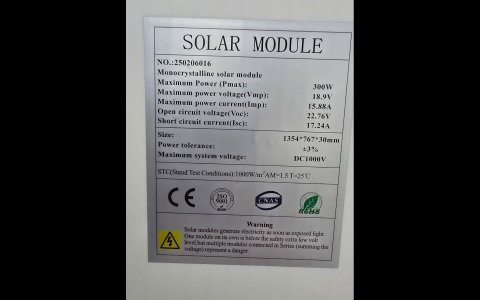 SOLAR MODULE
NO.:250206016
Monocrystalline solar module
Maximum Power (Pmax): 300W
Maximum power voltage(Vmp): 18.9V
Maximum power current(Imp): 15.88A
Open circuit voltage(Voc): 22.76V
Short circuit current(Isc): 17.24A
Size: 1354*767*30mm
Power tolerance: ±3%
Maximum system voltage: DC1000V
STC(Stand Test Conditions):1000W/m²AM=1.5 T=25℃
CE ISO 9001 CNAS RoHS
Warning
Solar modules generate electricity as soon as exposed light.
One module on its own is below the safety extra low volt
level,but multiple modules connected in Series (summing the
voltage) represent a danger.